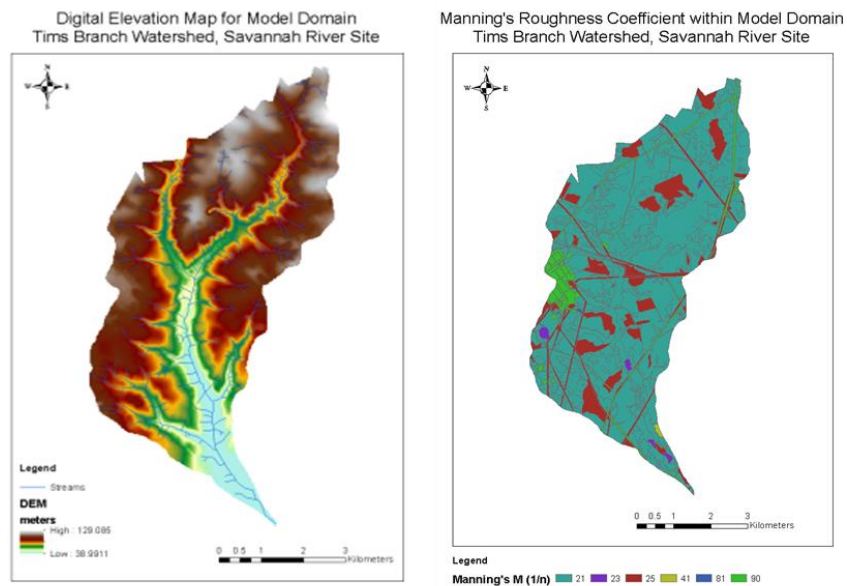 Digital Elevation Map for Model Domain
Tims Branch Watershed, Savannah River Site
N
W E
S
Legend
Streams
DEM
meters
High : 129.085
Low : 38.9911
0 0.5 1 2 3
Kilometers
Manning's Roughness Coefficient within Model Domain
Tims Branch Watershed, Savannah River Site
N
W E
S
0 0.5 1 2 3
Kilometers
Legend
Manning's M (1/n) 21 23 25 41 81 90